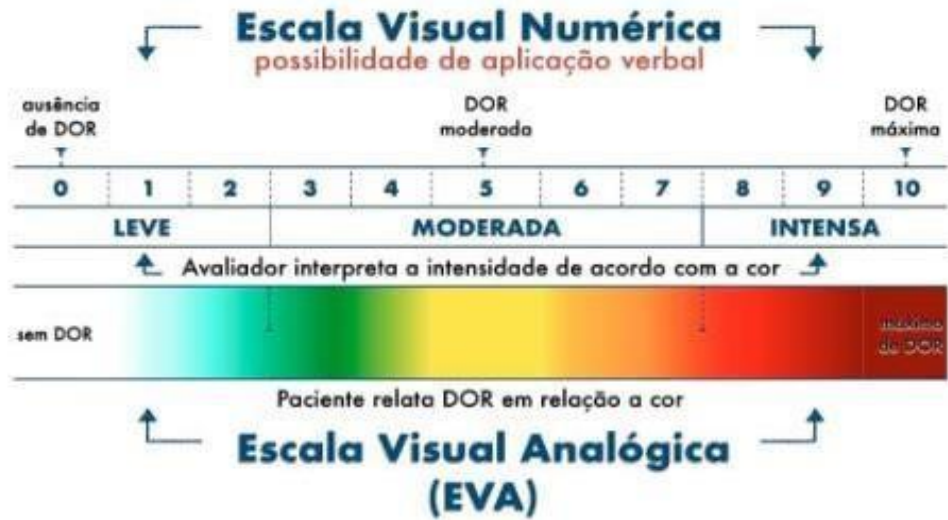 Escala Visual Numérica
possibilidade de aplicação verbal
ausência
de DOR
DOR
moderada
DOR
máxima
0 1 2 3 4 5 6 7 8 9 10
LEVE MODERADA INTENSA
Avaliador interpreta a intensidade de acordo com a cor
sem DOR
máximo
de DOR
Paciente relata DOR em relação a cor
Escala Visual Analógica
(EVA)